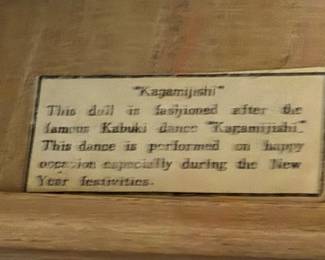 "Kagamijishi"
This doll is fashioned after the
famous Kabuki dance "Kagamijishi."
This dance is performed on happy
occasion especially during the New
Year festivities.